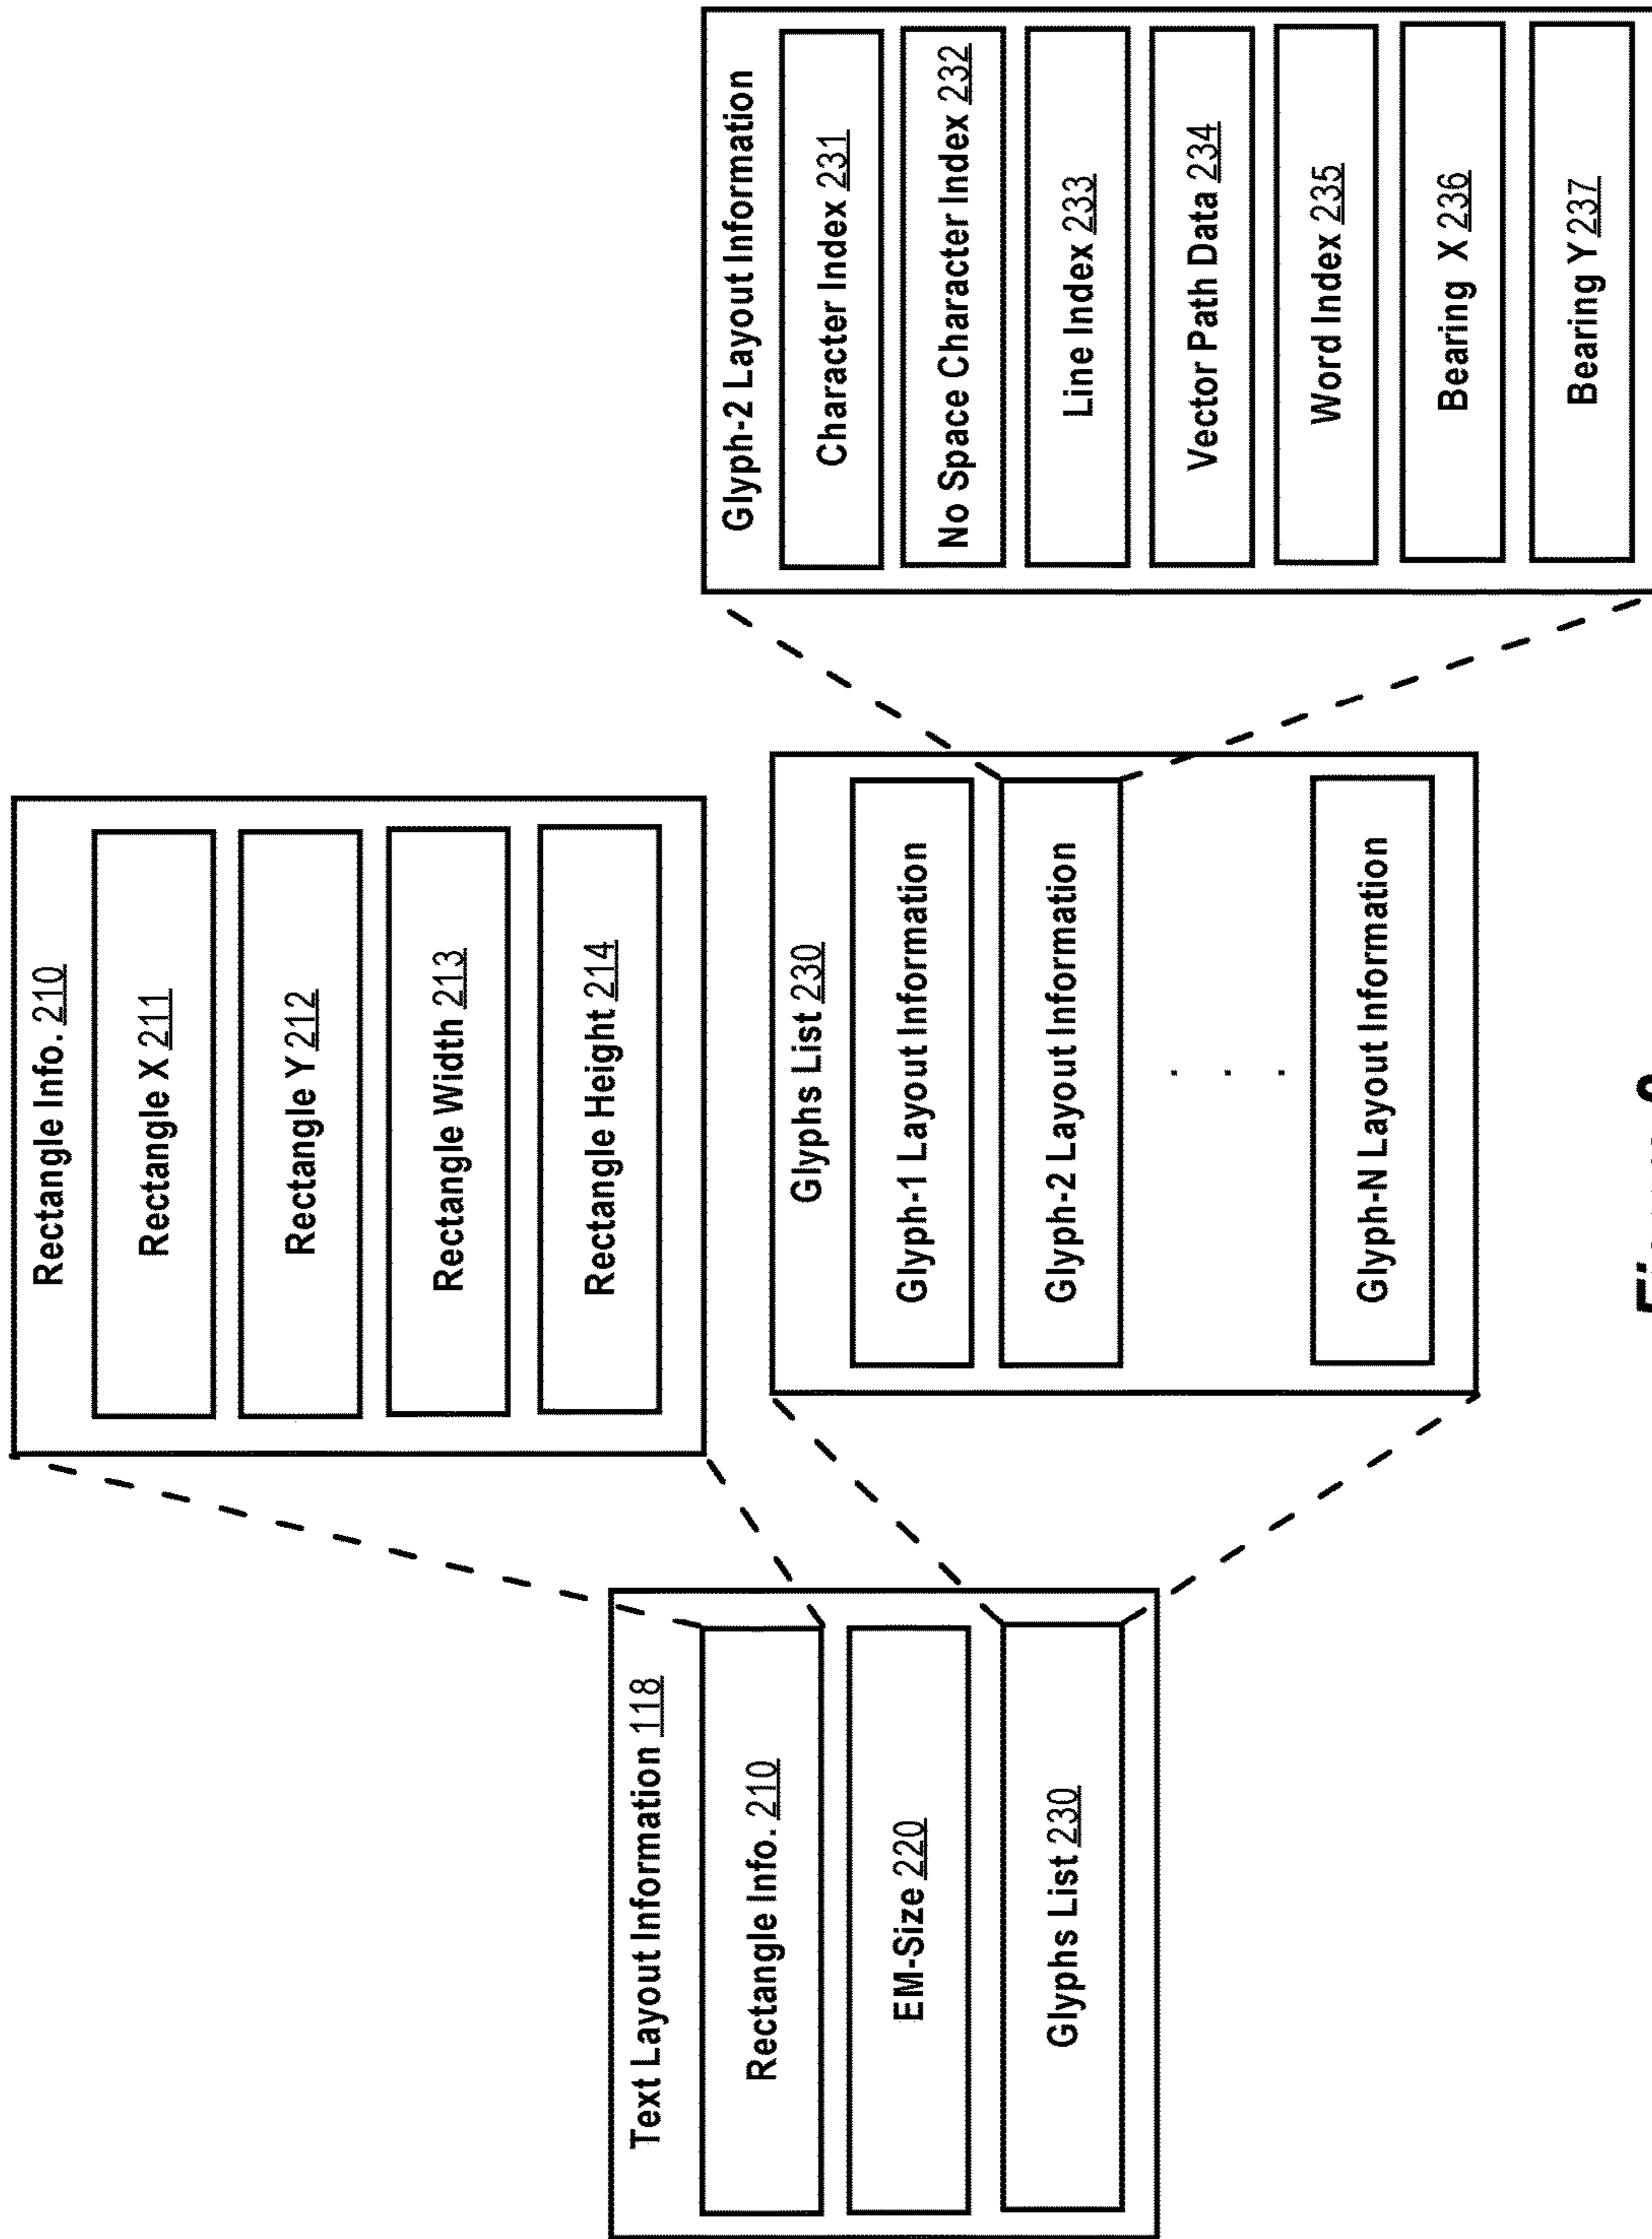 Text Layout Information 118
Rectangle Info. 210
EM-Size 220
Glyphs List 230
Rectangle Info. 210
Rectangle X 211
Rectangle Y 212
Rectangle Width 213
Rectangle Height 214
Glyphs List 230
Glyph-1 Layout Information
Glyph-2 Layout Information
.
.
.
Glyph-N Layout Information
Glyph-2 Layout Information
Character Index 231
No Space Character Index 232
Line Index 233
Vector Path Data 234
Word Index 235
Bearing X 236
Bearing Y 237